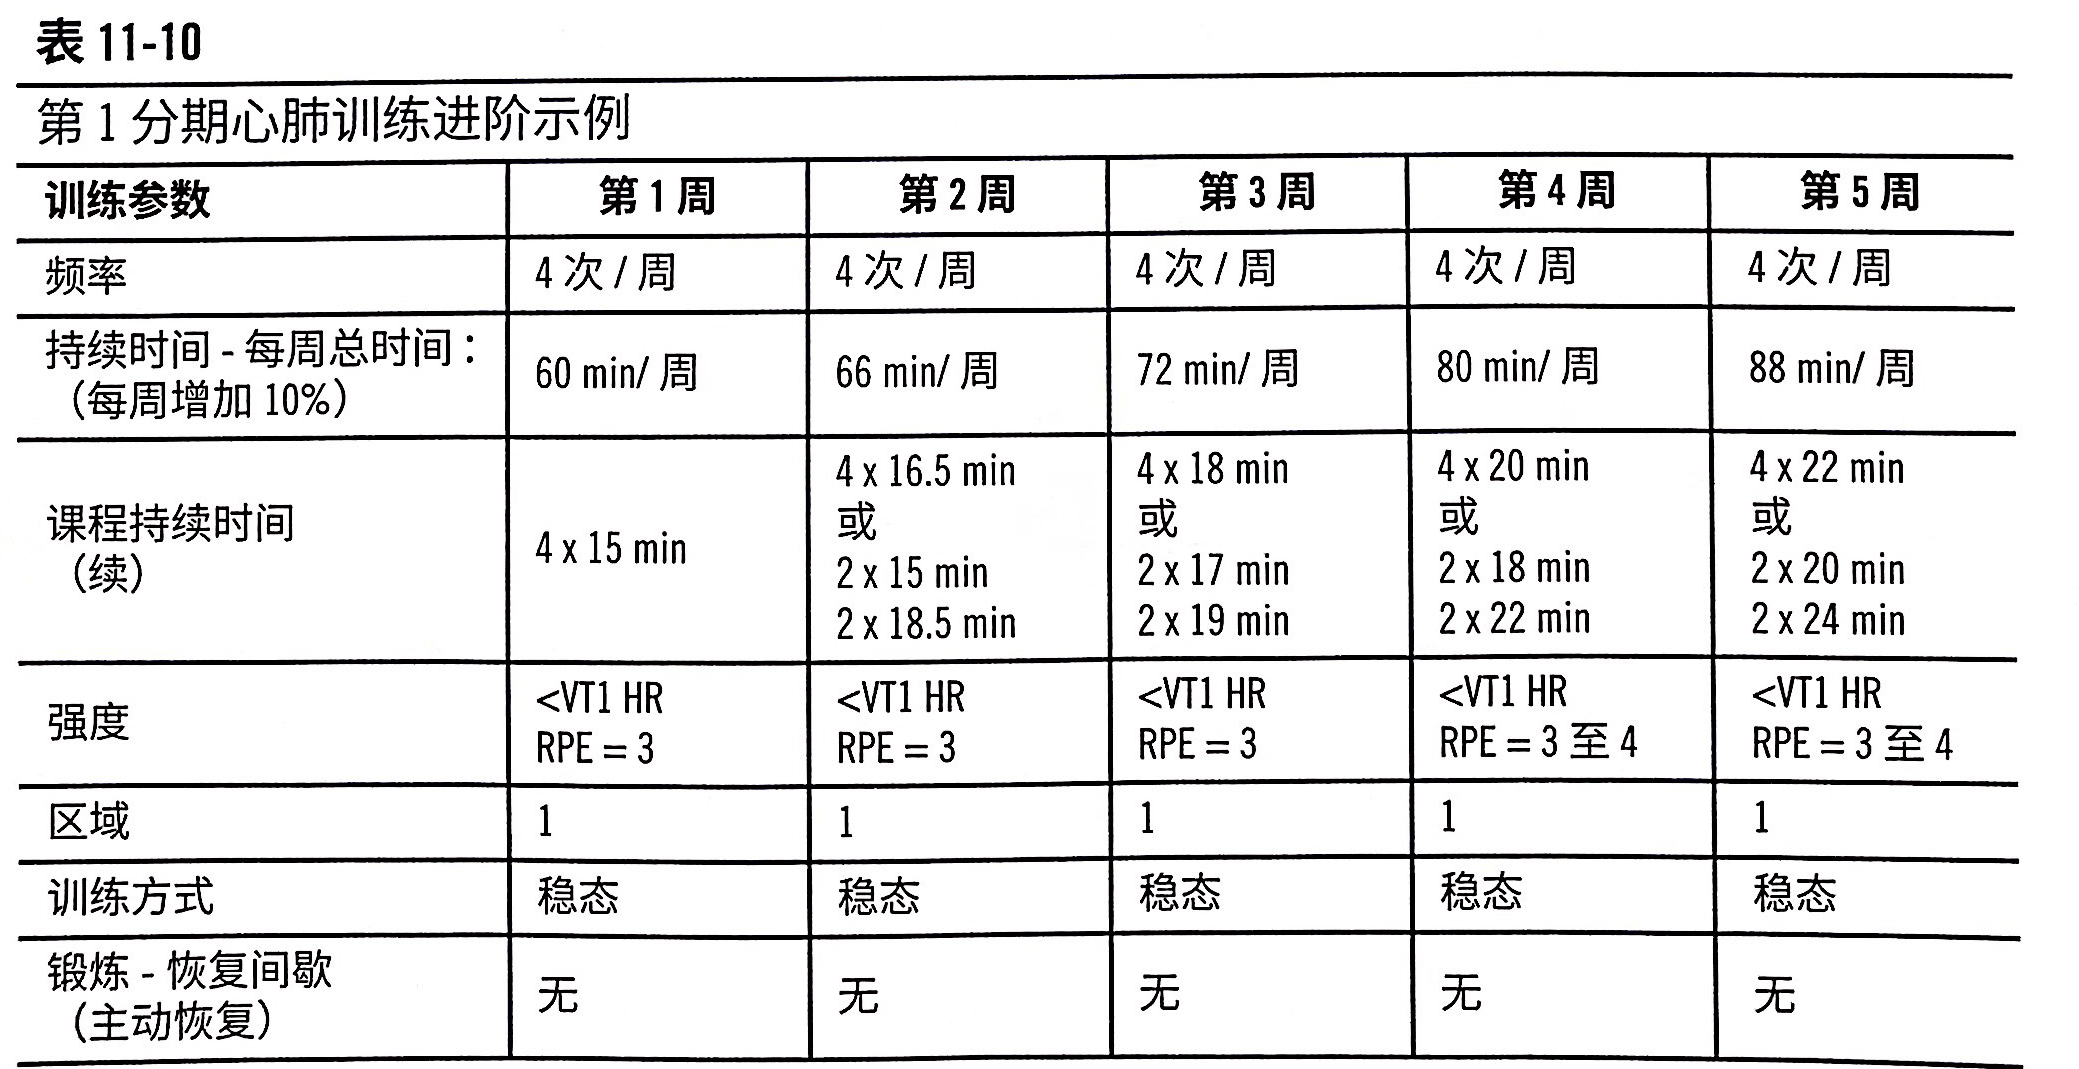 表 11-10
第 1 分期心肺训练进阶示例
训练参数 第 1 周 第 2 周 第 3 周 第 4 周 第 5 周
频率 4 次 / 周 4 次 / 周 4 次 / 周 4 次 / 周 4 次 / 周
持续时间 - 每周总时间：
（每周增加 10%） 60 min/ 周 66 min/ 周 72 min/ 周 80 min/ 周 88 min/ 周
课程持续时间
（续）
4 x 15 min
4 x 16.5 min
或
2 x 15 min
2 x 18.5 min
4 x 18 min
或
2 x 17 min
2 x 19 min
4 x 20 min
或
2 x 18 min
2 x 22 min
4 x 22 min
或
2 x 20 min
2 x 24 min
强度
<VT1 HR
RPE = 3
<VT1 HR
RPE = 3
<VT1 HR
RPE = 3
<VT1 HR
RPE = 3 至 4
<VT1 HR
RPE = 3 至 4
区域 1 1 1 1 1
训练方式 稳态 稳态 稳态 稳态 稳态
锻炼 - 恢复间歇
（主动恢复） 无 无 无 无 无